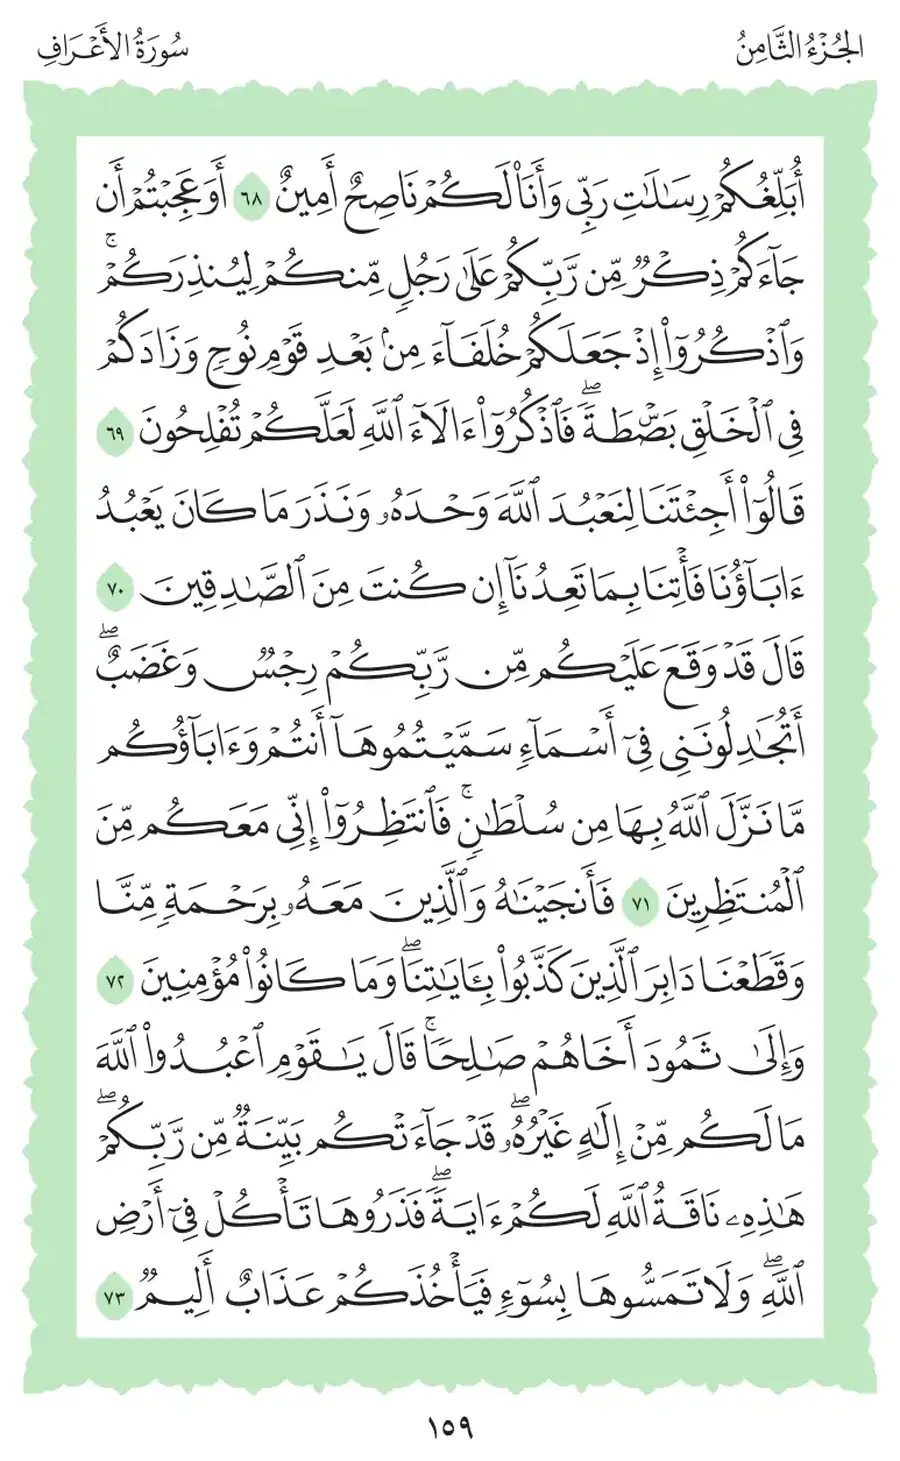 الجُزْءُ الثَّامِنُ
سُورَةُ الأَعْرَافِ
أُبَلِّغُكُمْ رِسَٰلَٰتِ رَبِّى وَأَنَا۠ لَكُمْ نَاصِحٌ أَمِينٌ ٦٨ أَوَعَجِبْتُمْ أَن
جَآءَكُمْ ذِكْرٌ مِّن رَّبِّكُمْ عَلَىٰ رَجُلٍ مِّنكُمْ لِيُنذِرَكُمْ ۚ
وَٱذْكُرُوٓا۟ إِذْ جَعَلَكُمْ خُلَفَآءَ مِنۢ بَعْدِ قَوْمِ نُوحٍ وَزَادَكُمْ
فِى ٱلْخَلْقِ بَصْۜطَةً ۖ فَٱذْكُرُوٓا۟ ءَالَآءَ ٱللَّهِ لَعَلَّكُمْ تُفْلِحُونَ ٦٩
قَالُوٓا۟ أَجِئْتَنَا لِنَعْبُدَ ٱللَّهَ وَحْدَهُۥ وَنَذَرَ مَا كَانَ يَعْبُدُ
ءَابَآؤُنَا فَأْتِنَا بِمَا تَعِدُنَآ إِن كُنتَ مِنَ ٱلصَّٰدِقِينَ ٧٠
قَالَ قَدْ وَقَعَ عَلَيْكُم مِّن رَّبِّكُمْ رِجْسٌ وَغَضَبٌ ۖ
أَتُجَٰدِلُونَنِى فِىٓ أَسْمَآءٍ سَمَّيْتُمُوهَآ أَنتُمْ وَءَابَآؤُكُم
مَّا نَزَّلَ ٱللَّهُ بِهَا مِن سُلْطَٰنٍ ۚ فَٱنتَظِرُوٓا۟ إِنِّى مَعَكُم مِّنَ
ٱلْمُنتَظِرِينَ ٧١ فَأَنجَيْنَٰهُ وَٱلَّذِينَ مَعَهُۥ بِرَحْمَةٍ مِّنَّا
وَقَطَعْنَا دَابِرَ ٱلَّذِينَ كَذَّبُوا۟ بِـَٔايَٰتِنَا ۖ وَمَا كَانُوا۟ مُؤْمِنِينَ ٧٢
وَإِلَىٰ ثَمُودَ أَخَاهُمْ صَٰلِحًا ۗ قَالَ يَٰقَوْمِ ٱعْبُدُوا۟ ٱللَّهَ
مَا لَكُم مِّنْ إِلَٰهٍ غَيْرُهُۥ ۖ قَدْ جَآءَتْكُم بَيِّنَةٌ مِّن رَّبِّكُمْ ۖ
هَٰذِهِۦ نَاقَةُ ٱللَّهِ لَكُمْ ءَايَةً ۖ فَذَرُوهَا تَأْكُلْ فِىٓ أَرْضِ
ٱللَّهِ ۖ وَلَا تَمَسُّوهَا بِسُوٓءٍ فَيَأْخُذَكُمْ عَذَابٌ أَلِيمٌ ٧٣
١٥٩